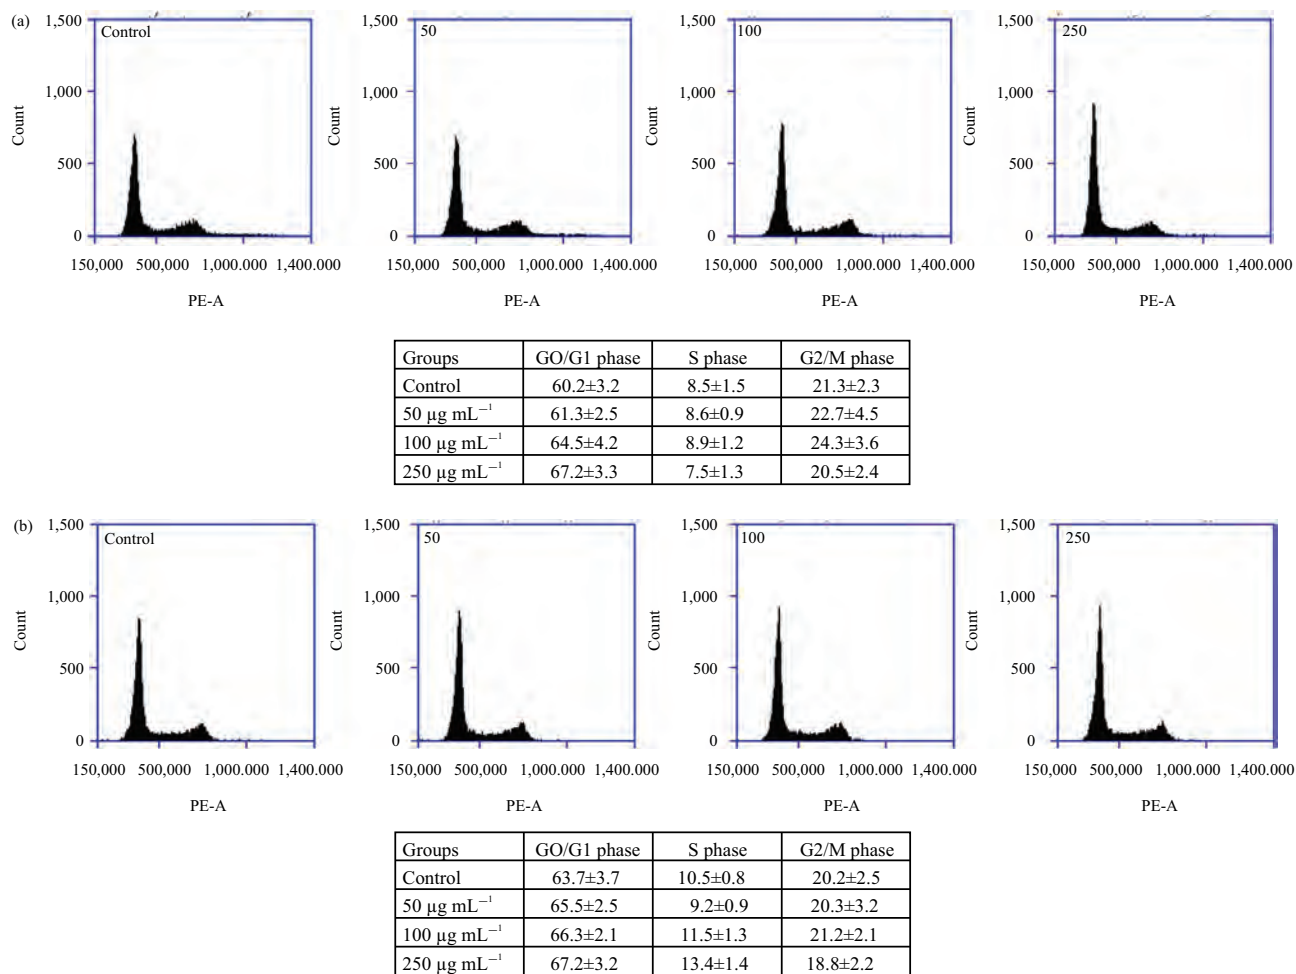 (a)
1,500
1,000
500
0
Count
Control
150,000 500,000 1,000.000 1,400.000
PE-A
Count
50
150,000 500,000 1,000.000 1,400.000
PE-A
1,500
1,000
500
0
Count
100
150,000 500,000 1,000.000 1,400.000
PE-A
1,500
1,000
500
0
Count
250
150,000 500,000 1,000.000 1,400.000
PE-A
1,500
1,000
500
0
Groups GO/G1 phase S phase G2/M phase
Control 60.2±3.2 8.5±1.5 21.3±2.3
50 µg mL⁻¹ 61.3±2.5 8.6±0.9 22.7±4.5
100 µg mL⁻¹ 64.5±4.2 8.9±1.2 24.3±3.6
250 µg mL⁻¹ 67.2±3.3 7.5±1.3 20.5±2.4
(b)
1,500
1,000
500
0
Count
Control
150,000 500,000 1,000.000 1,400.000
PE-A
1,500
1,000
500
0
Count
50
150,000 500,000 1,000.000 1,400.000
PE-A
1,500
1,000
500
0
Count
100
150,000 500,000 1,000.000 1,400.000
PE-A
1,500
1,000
500
0
Count
250
150,000 500,000 1,000.000 1,400.000
PE-A
Groups GO/G1 phase S phase G2/M phase
Control 63.7±3.7 10.5±0.8 20.2±2.5
50 µg mL⁻¹ 65.5±2.5 9.2±0.9 20.3±3.2
100 µg mL⁻¹ 66.3±2.1 11.5±1.3 21.2±2.1
250 µg mL⁻¹ 67.2±3.2 13.4±1.4 18.8±2.2